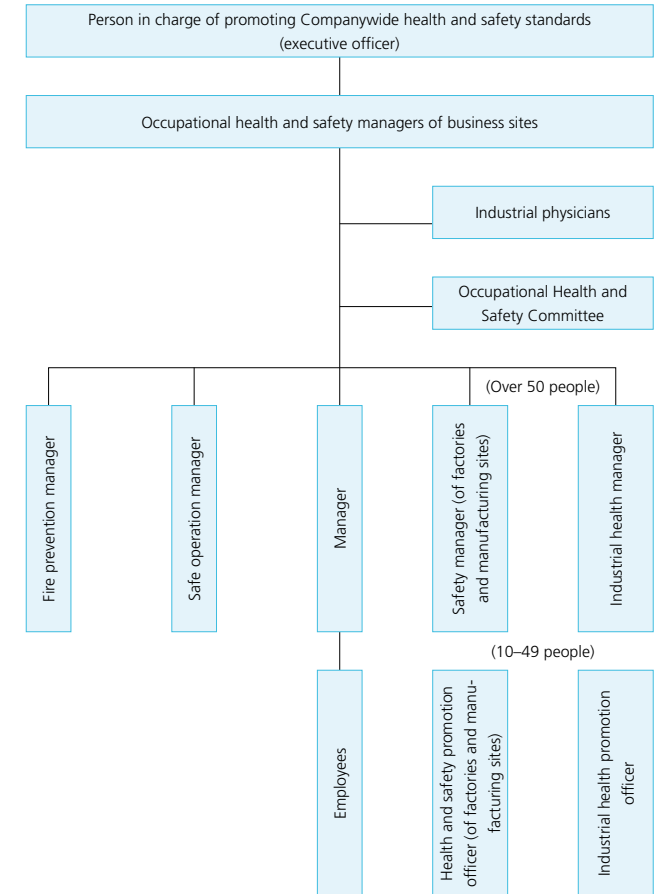 Person in charge of promoting Companywide health and safety standards
(executive officer)
Occupational health and safety managers of business sites
Industrial physicians
Occupational Health and
Safety Committee
(Over 50 people)
Fire prevention manager
Safe operation manager
Manager
Safety manager (of factories
and manufacturing sites)
Industrial health manager
(10–49 people)
Employees
Health and safety promotion
officer (of factories and manu-
facturing sites)
Industrial health promotion
officer